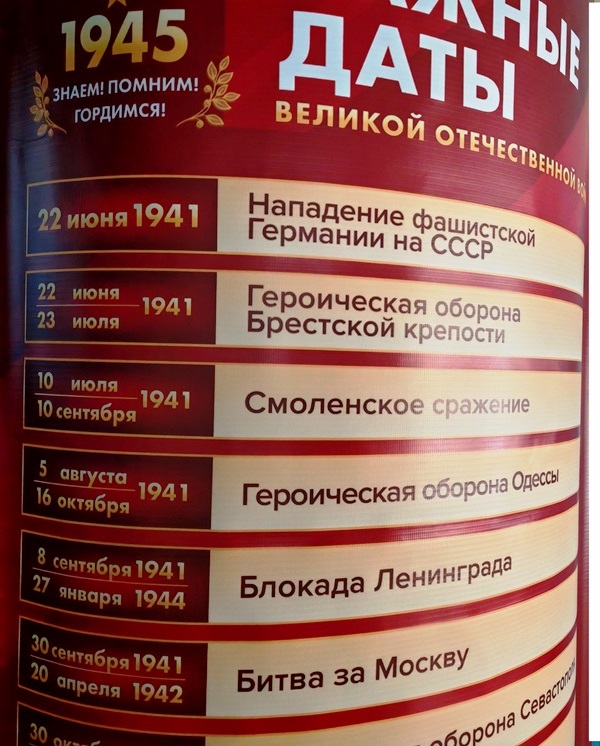 1945
ЗНАЕМ! ПОМНИМ!
ГОРДИМСЯ!
ДАТЫ
ВЕЛИКОЙ ОТЕЧЕСТВЕННОЙ
22 июня 1941
Нападение фашистской
Германии на СССР
22 июня
23 июля
1941
Героическая оборона
Брестской крепости
10 июля
10 сентября
1941
Смоленское сражение
5 августа
16 октября
1941
Героическая оборона Одессы
8 сентября 1941
27 января 1944
Блокада Ленинграда
30 сентября 1941
20 апреля 1942
Битва за Москву
30
оборона